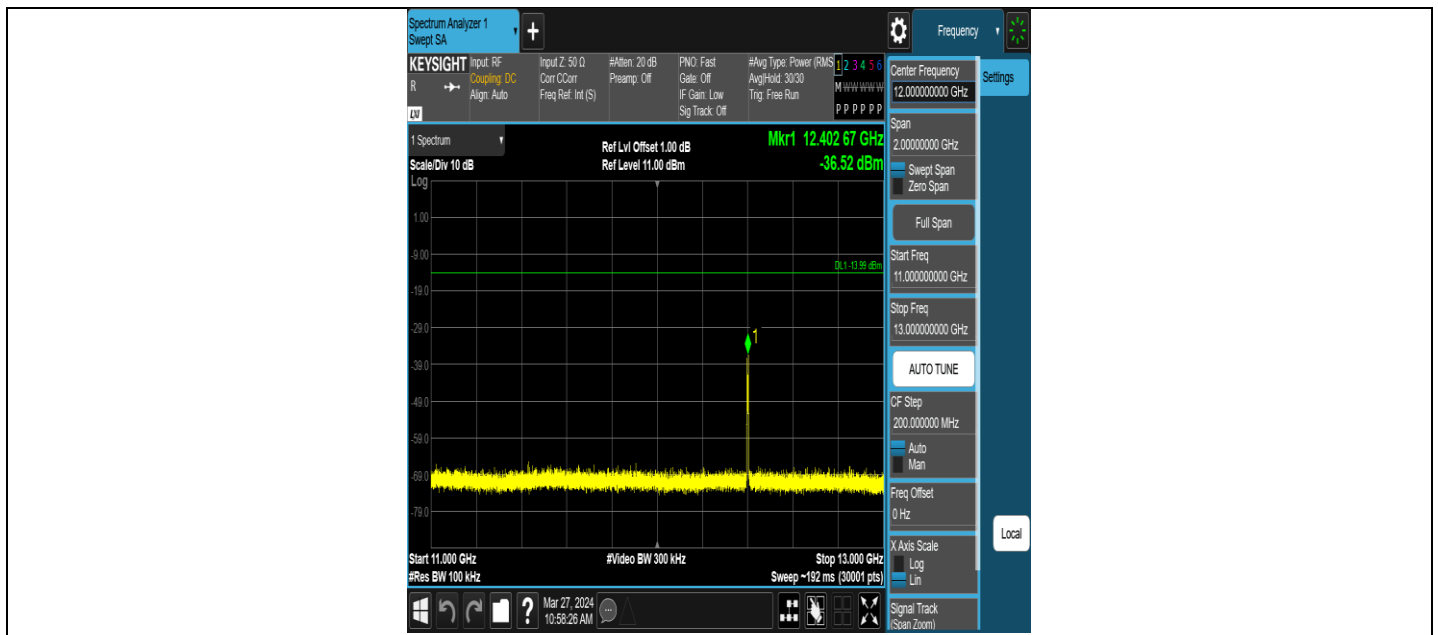 Spectrum Analyzer 1
Swept SA
+
Frequency
KEYSIGHT
R
LXI
Input: RF
Coupling: DC
Align: Auto
Input Z: 50 Ω
Corr CCorr
Freq Ref: Int (S)
#Atten: 20 dB
Preamp: Off
PNO: Fast
Gate: Off
IF Gain: Low
Sig Track: Off
#Avg Type: Power (RMS
Avg|Hold: 30/30
Trig: Free Run
1 2 3 4 5 6
M W W W W W
P P P P P P
1 Spectrum
Scale/Div 10 dB
Log
Ref Lvl Offset 1.00 dB
Ref Level 11.00 dBm
Mkr1 12.402 67 GHz
-36.52 dBm
1.00
-9.00
DL1 -13.99 dBm
-19.0
-29.0
1
-39.0
-49.0
-59.0
-69.0
-79.0
Start 11.000 GHz
#Video BW 300 kHz
Stop 13.000 GHz
#Res BW 100 kHz
Sweep ~192 ms (30001 pts)
?
Mar 27, 2024
10:58:26 AM
Center Frequency
12.00000000 GHz
Settings
Span
2.00000000 GHz
Swept Span
Zero Span
Full Span
Start Freq
11.000000000 GHz
Stop Freq
13.000000000 GHz
AUTO TUNE
CF Step
200.000000 MHz
Auto
Man
Freq Offset
0 Hz
X Axis Scale
Log
Lin
Local
Signal Track
(Span Zoom)